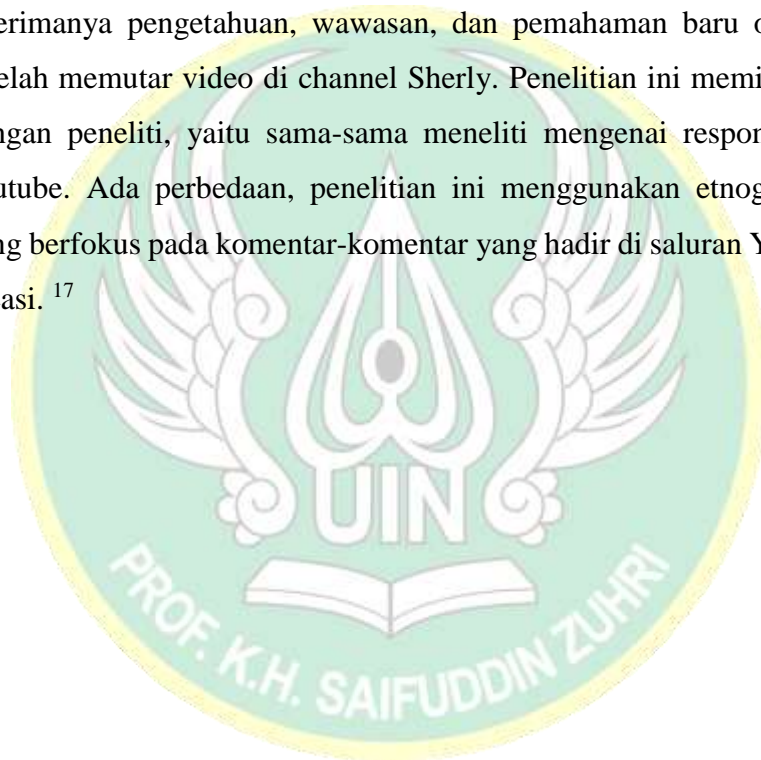 erimanya pengetahuan, wawasan, dan pemahaman baru o
elah memutar video di channel Sherly. Penelitian ini memi
ngan peneliti, yaitu sama-sama meneliti mengenai respon
utube. Ada perbedaan, penelitian ini menggunakan etnog
ng berfokus pada komentar-komentar yang hadir di saluran Y
asi. 17
UIN
PROF. K.H. SAIFUDDIN ZUHRI